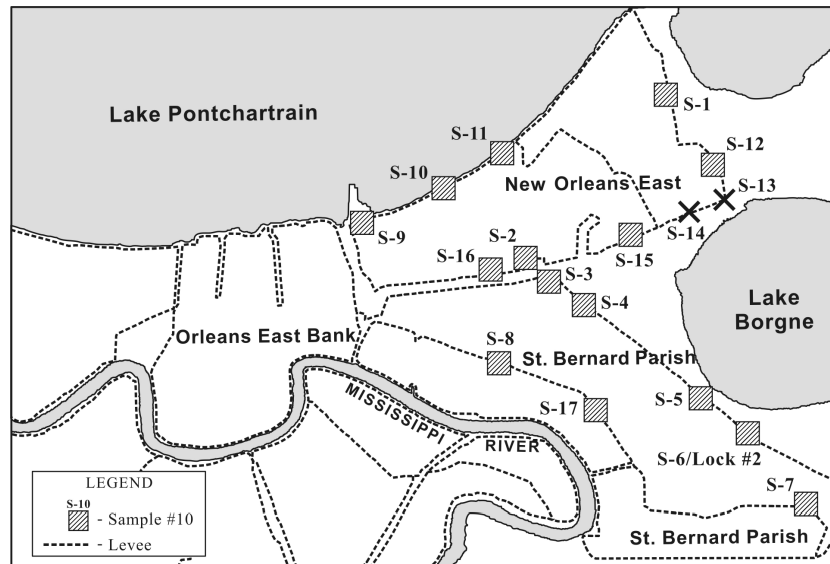 S-1
Lake Pontchartrain
S-11
S-12
S-10
New Orleans East
S-13
S-9
S-14
S-2
S-15
S-16
S-3
S-4
Lake
Borgne
Orleans East Bank
S-8
St. Bernard Parish
MISSISSIPPI
RIVER
S-5
S-17
S-6/Lock #2
LEGEND
S-10
- Sample #10
- Levee
S-7
St. Bernard Parish